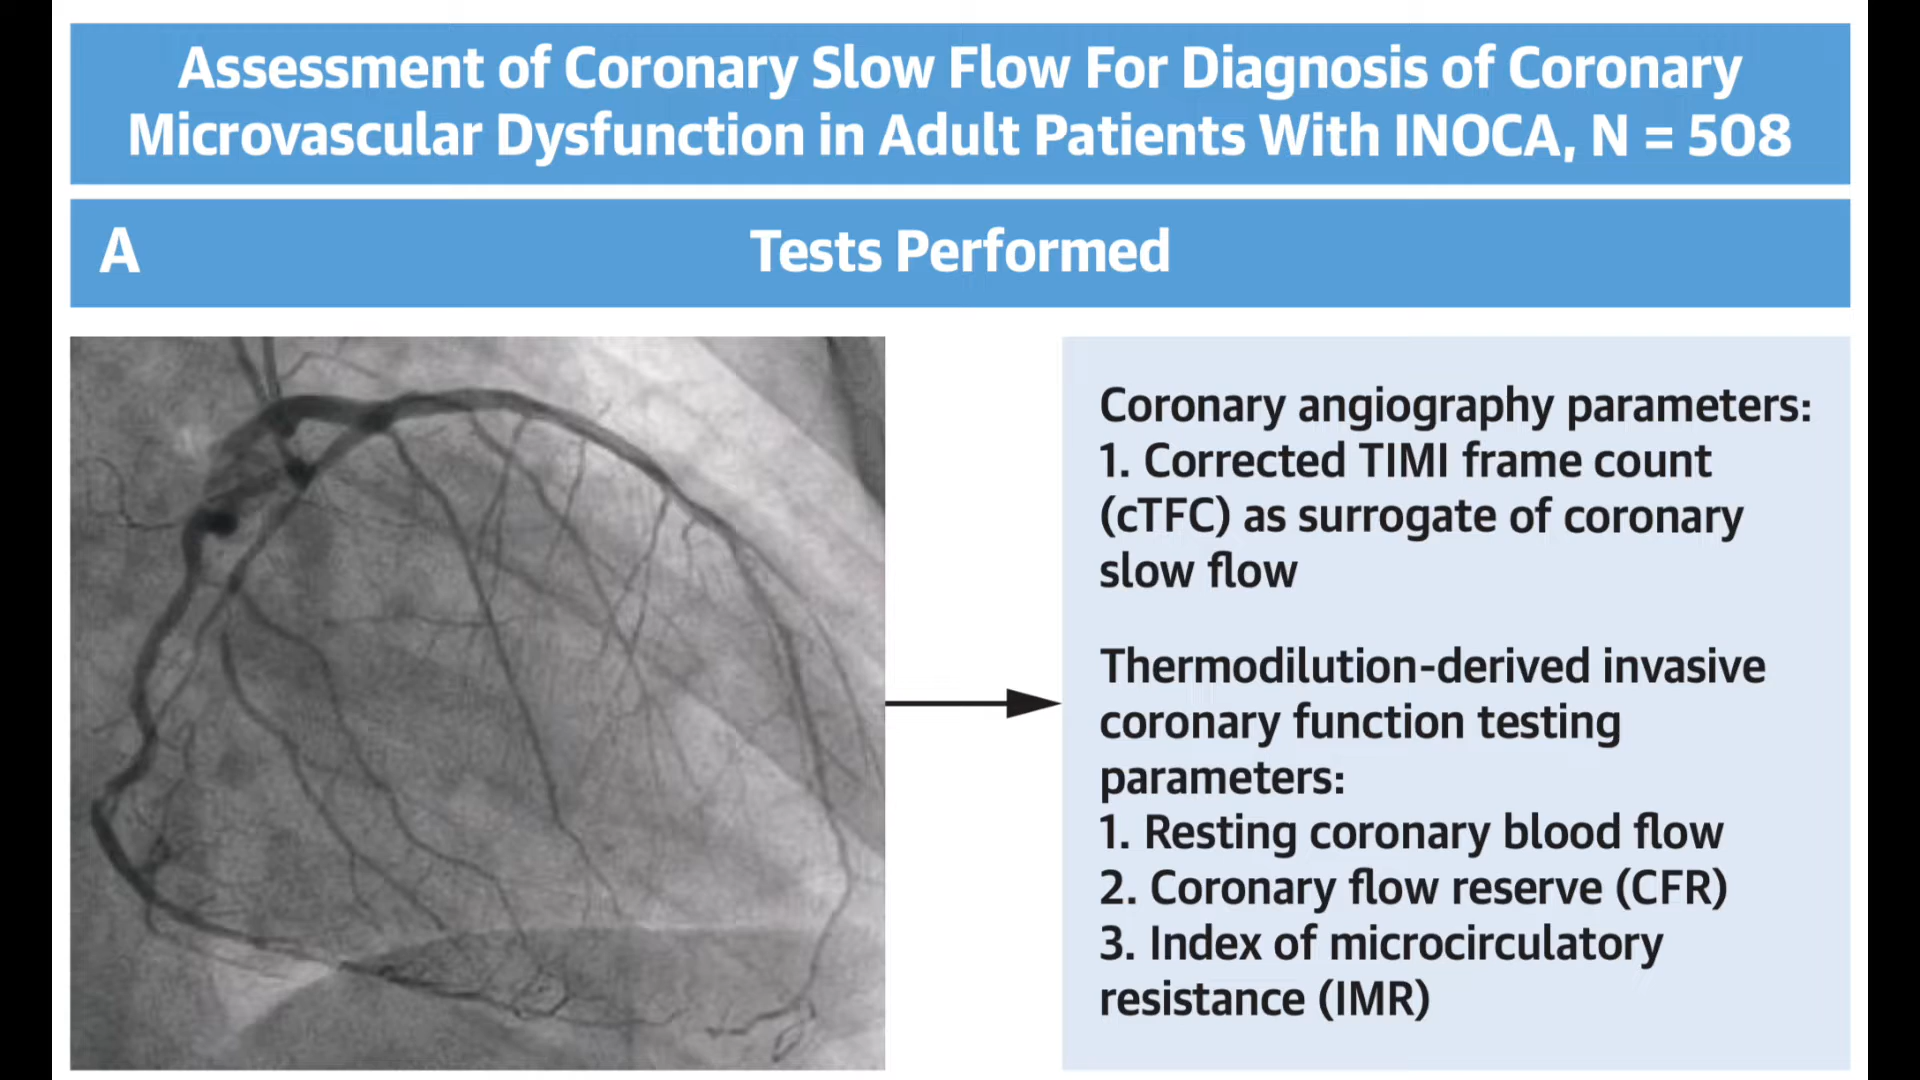 Assessment of Coronary Slow Flow For Diagnosis of Coronary
Microvascular Dysfunction in Adult Patients With INOCA, N = 508
A
Tests Performed
Coronary angiography parameters:
1. Corrected TIMI frame count
(cTFC) as surrogate of coronary
slow flow
Thermodilution-derived invasive
coronary function testing
parameters:
1. Resting coronary blood flow
2. Coronary flow reserve (CFR)
3. Index of microcirculatory
resistance (IMR)